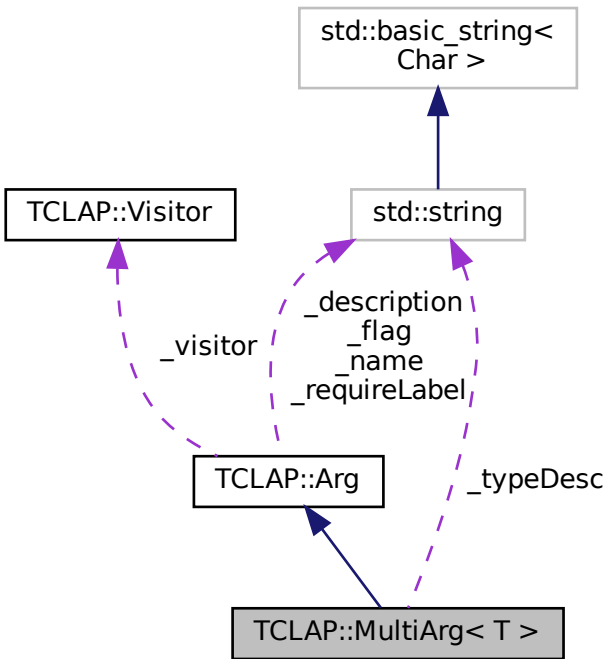 std::basic_string<
Char >
TCLAP::Visitor
std::string
_description
_flag
_visitor
_name
_requireLabel
TCLAP::Arg
_typeDesc
TCLAP::MultiArg< T >